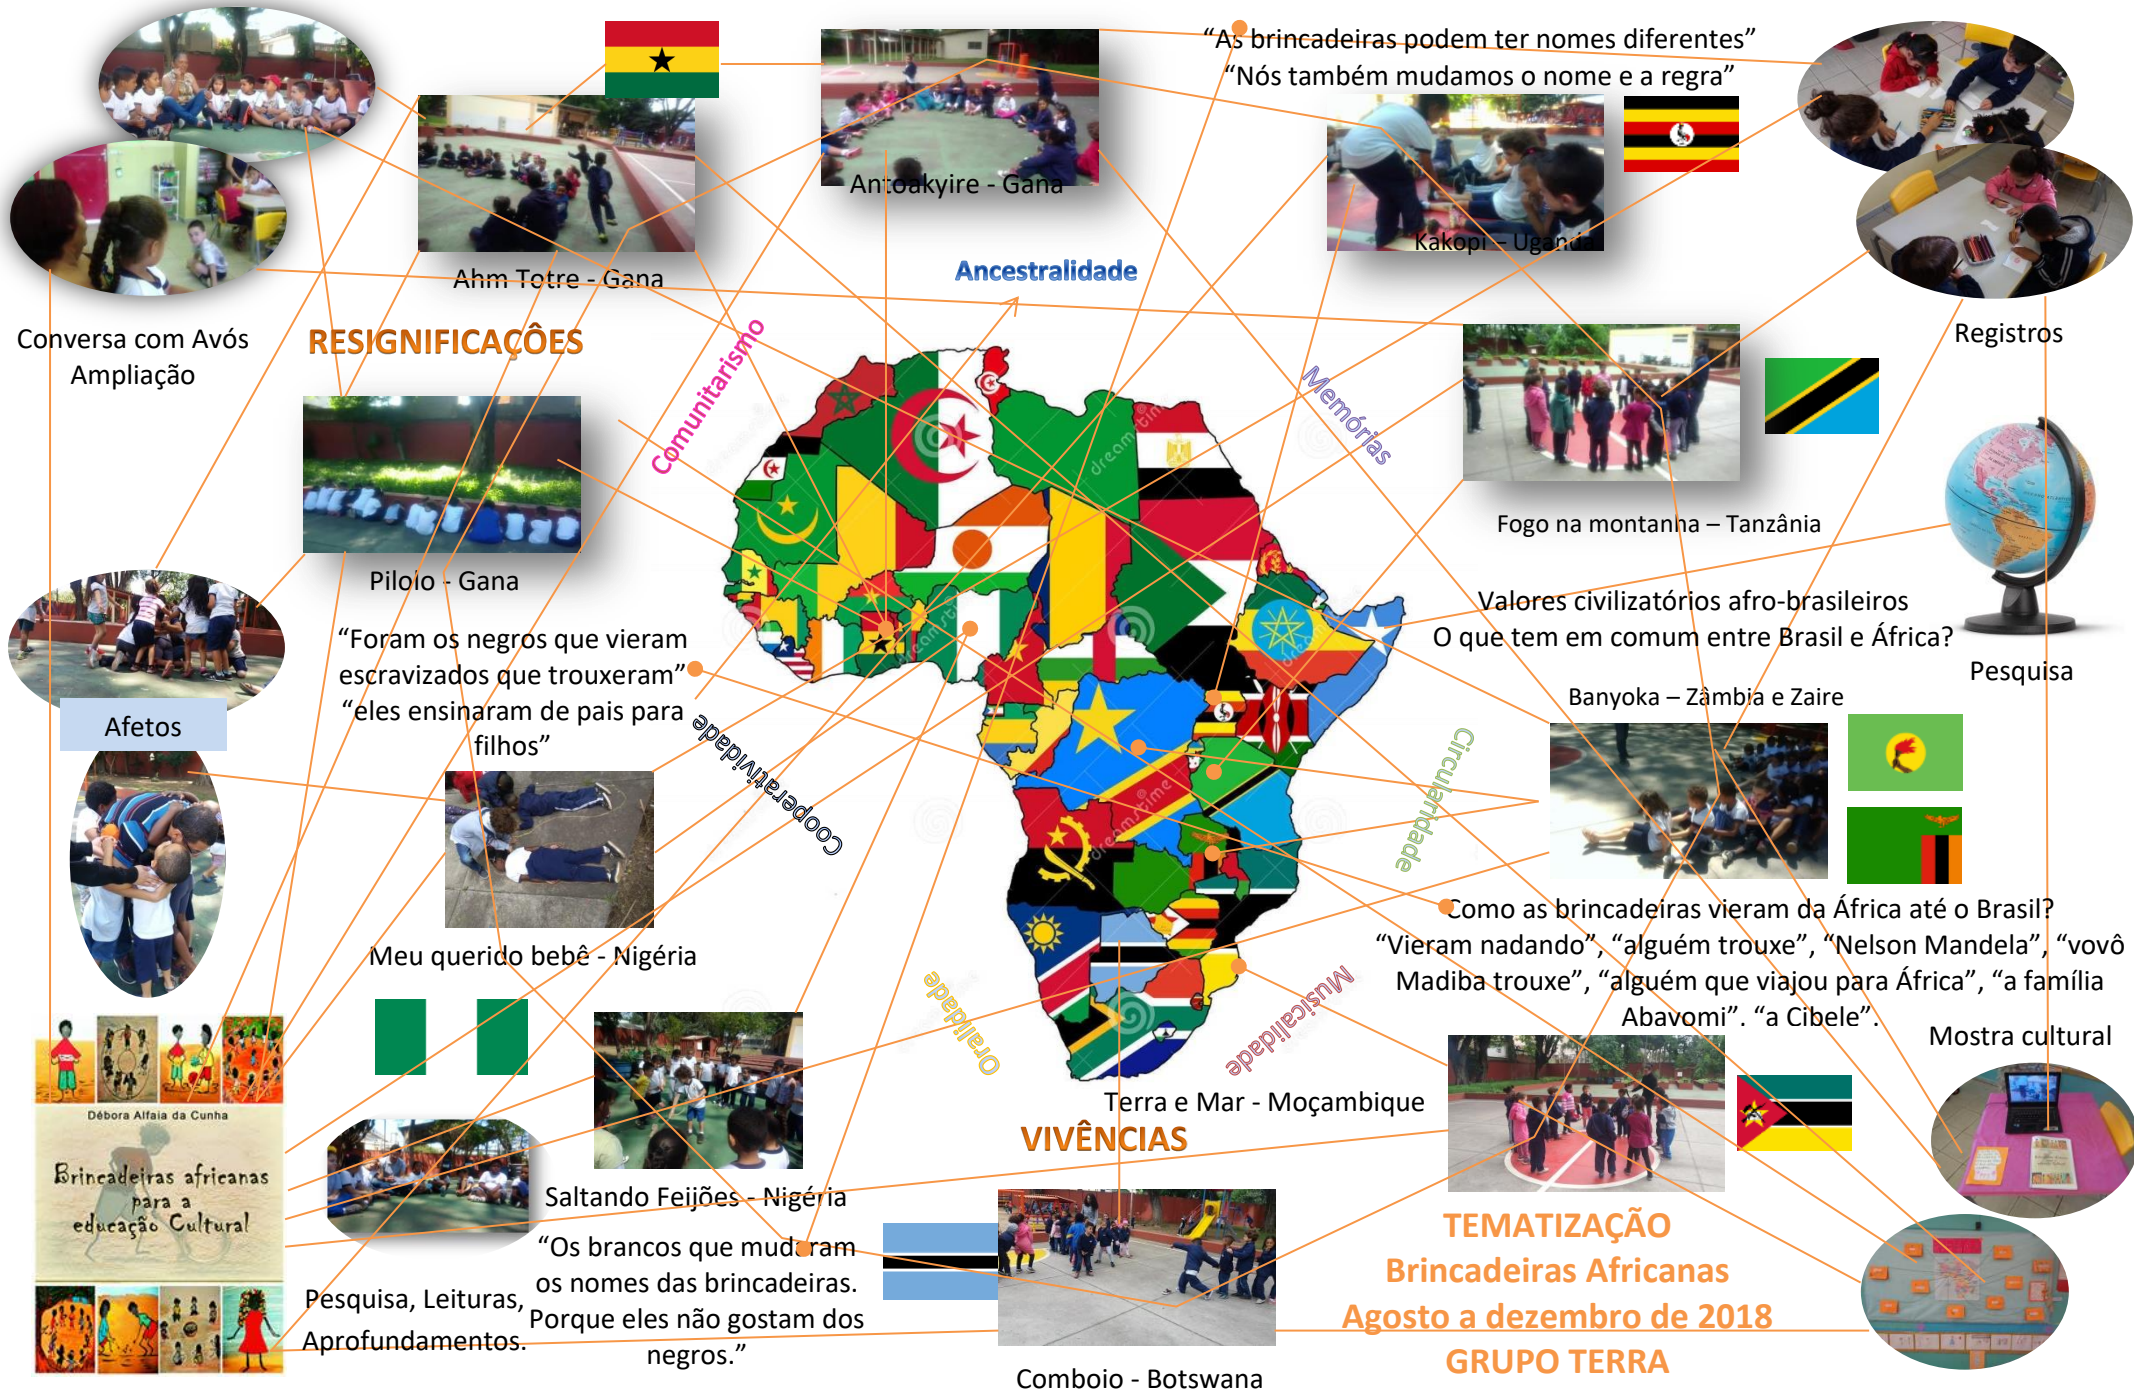 “As brincadeiras podem ter nomes diferentes”
“Nós também mudamos o nome e a regra”
Antoakyire - Gana
Kakopi – Uganda
Ahm Totre - Gana
Ancestralidade
Conversa com Avós
Ampliação
RESIGNIFICAÇÕES
Comunitarismo
Memórias
Registros
Fogo na montanha – Tanzânia
Pilolo - Gana
Valores civilizatórios afro-brasileiros
O que tem em comum entre Brasil e África?
Pesquisa
“Foram os negros que vieram
escravizados que trouxeram”
“eles ensinaram de pais para
filhos”
Afetos
Cooperatividade
Circularidade
Banyoka – Zâmbia e Zaire
Meu querido bebê - Nigéria
Como as brincadeiras vieram da África até o Brasil?
“Vieram nadando”, “alguém trouxe”, “Nelson Mandela”, “vovô
Madiba trouxe”, “alguém que viajou para África”, “a família
Abayomi”. “a Cibele”.
Oralidade
Musicalidade
Mostra cultural
Débora Alfaia da Cunha
Brincadeiras africanas
para a
educação Cultural
Terra e Mar - Moçambique
VIVÊNCIAS
Saltando Feijões - Nigéria
“Os brancos que mudaram
os nomes das brincadeiras.
Porque eles não gostam dos
negros.”
Pesquisa, Leituras,
Aprofundamentos.
Comboio - Botswana
TEMATIZAÇÃO
Brincadeiras Africanas
Agosto a dezembro de 2018
GRUPO TERRA
dreamstime
dreamstime
dreamstime